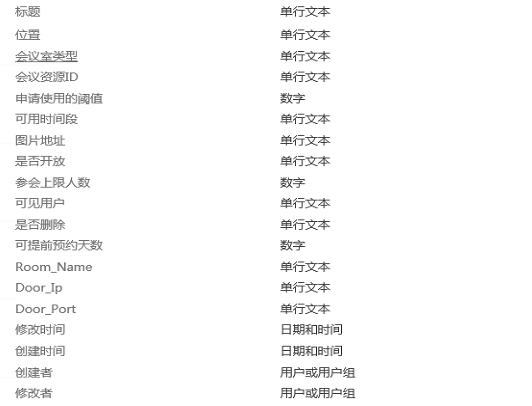 标题 单行文本
位置 单行文本
会议室类型 单行文本
会议资源ID 单行文本
申请使用的阈值 数字
可用时间段 单行文本
图片地址 单行文本
是否开放 单行文本
参会上限人数 数字
可见用户 单行文本
是否删除 单行文本
可提前预约天数 数字
Room_Name 单行文本
Door_Ip 单行文本
Door_Port 单行文本
修改时间 日期和时间
创建时间 日期和时间
创建者 用户或用户组
修改者 用户或用户组